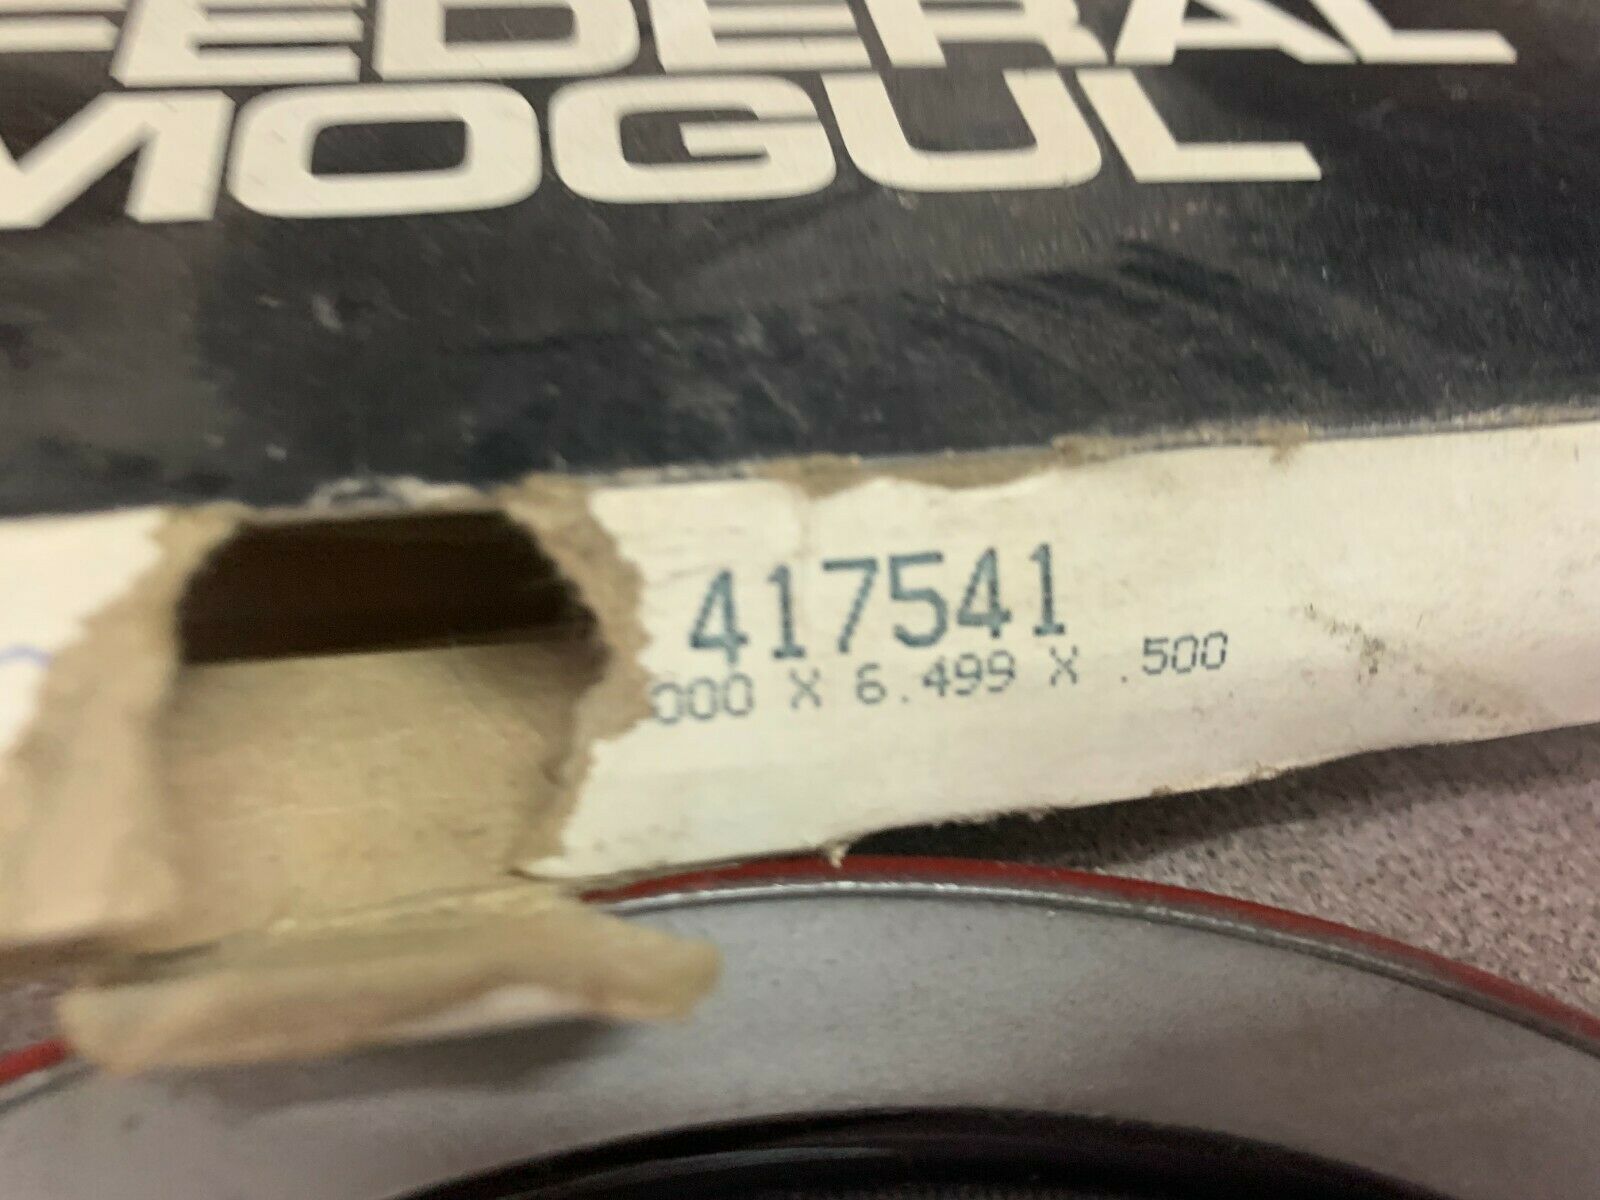 FEDERAL
MOGUL
417541
000 X 6.499 X .500